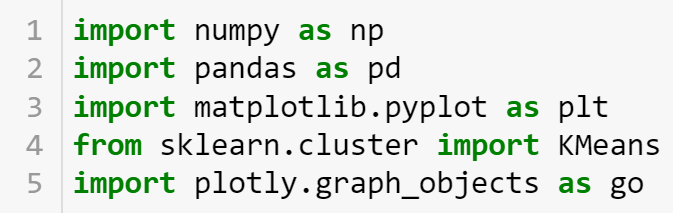 1 import numpy as np
2 import pandas as pd
3 import matplotlib.pyplot as plt
4 from sklearn.cluster import KMeans
5 import plotly.graph_objects as go